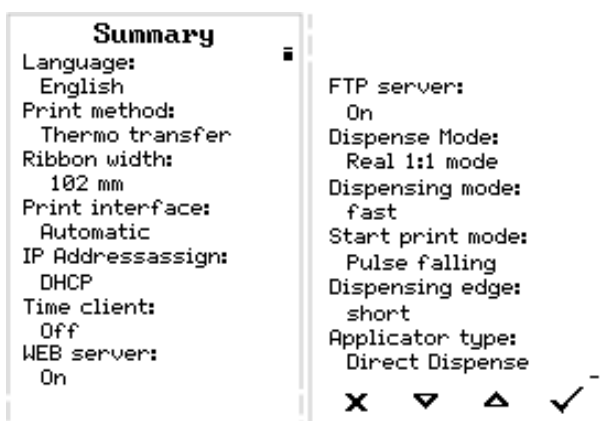 Summary
Language:
English
Print method:
Thermo transfer
Ribbon width:
102 mm
Print interface:
Automatic
IP Addressassign:
DHCP
Time client:
Off
WEB server:
On
FTP server:
On
Dispense Mode:
Real 1:1 mode
Dispensing mode:
fast
Start print mode:
Pulse falling
Dispensing edge:
short
Applicator type:
Direct Dispense